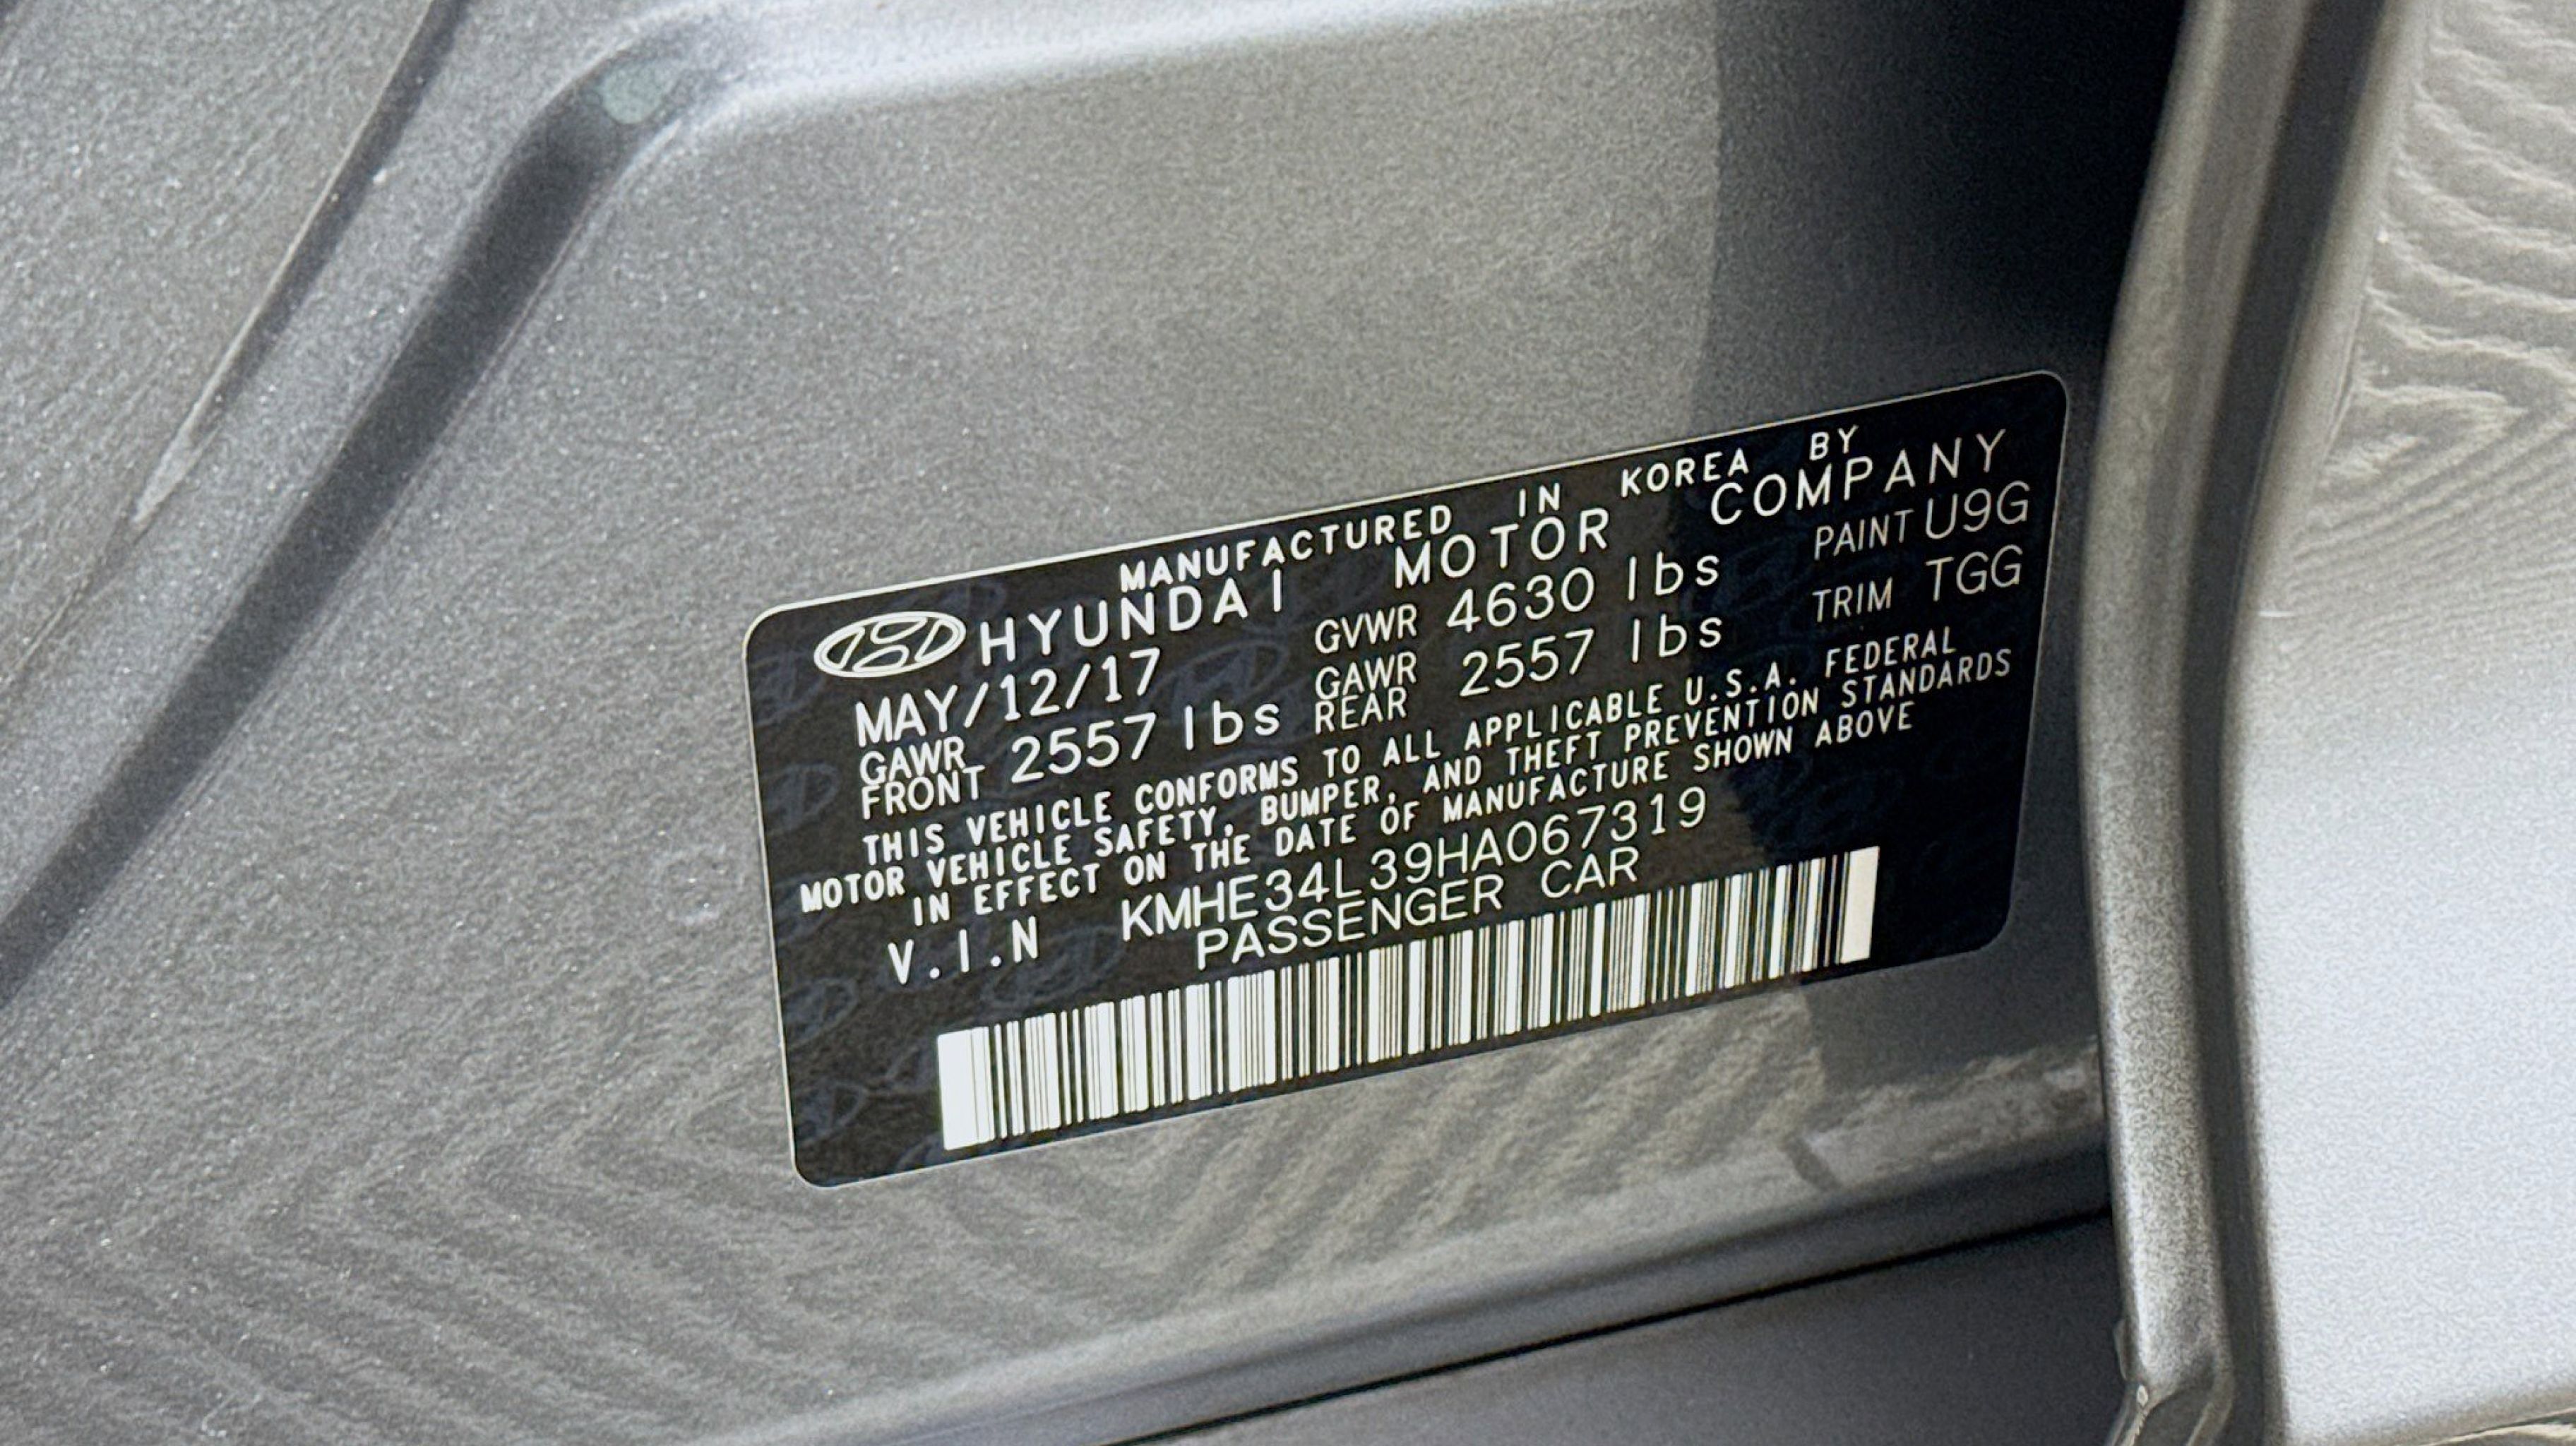 MANUFACTURED IN KOREA BY
HYUNDAI MOTOR COMPANY
MAY/12/17 GVWR 4630 lbs PAINT U9G
GAWR FRONT 2557 lbs GAWR REAR 2557 lbs TRIM TGG
THIS VEHICLE CONFORMS TO ALL APPLICABLE U.S.A. FEDERAL
MOTOR VEHICLE SAFETY, BUMPER, AND THEFT PREVENTION STANDARDS
IN EFFECT ON THE DATE OF MANUFACTURE SHOWN ABOVE
V.I.N KMHE34L39HA067319
PASSENGER CAR